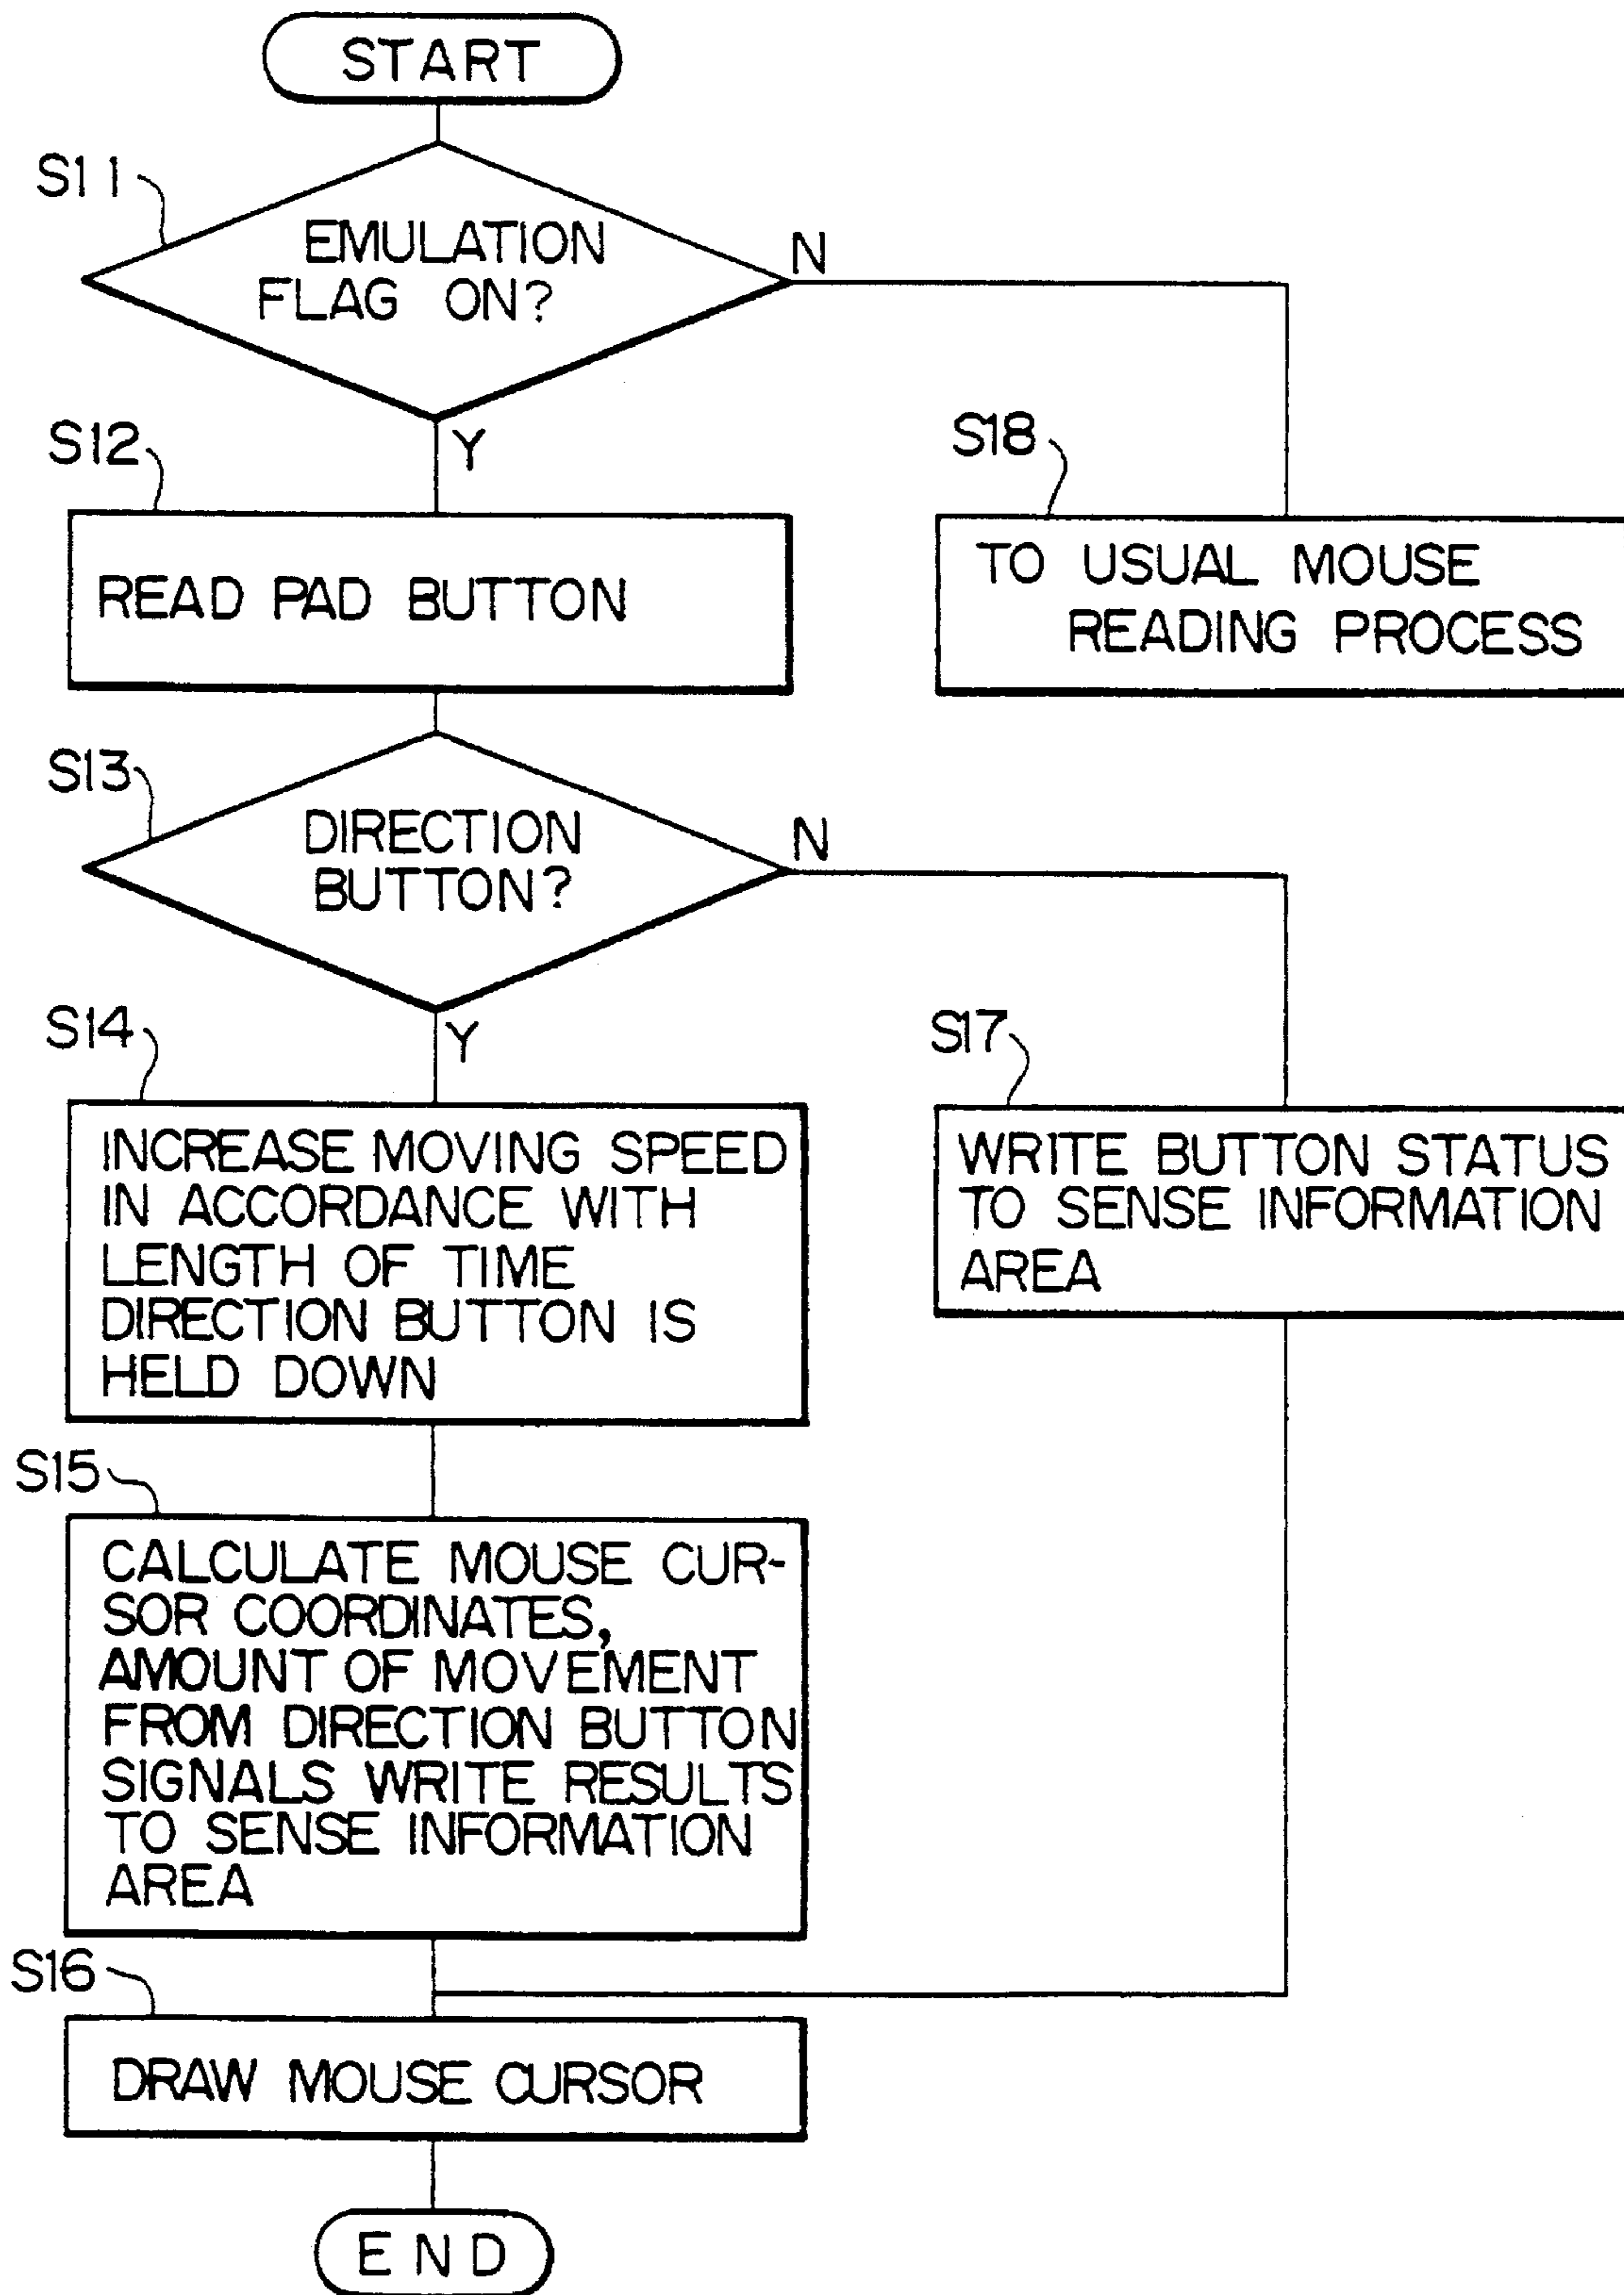 START
S11
EMULATION
FLAG ON?
N
Y
S12
READ PAD BUTTON
S18
TO USUAL MOUSE
READING PROCESS
S13
DIRECTION
BUTTON?
N
Y
S14
INCREASE MOVING SPEED
IN ACCORDANCE WITH
LENGTH OF TIME
DIRECTION BUTTON IS
HELD DOWN
S17
WRITE BUTTON STATUS
TO SENSE INFORMATION
AREA
S15
CALCULATE MOUSE CUR-
SOR COORDINATES,
AMOUNT OF MOVEMENT
FROM DIRECTION BUTTON
SIGNALS WRITE RESULTS
TO SENSE INFORMATION
AREA
S16
DRAW MOUSE CURSOR
END